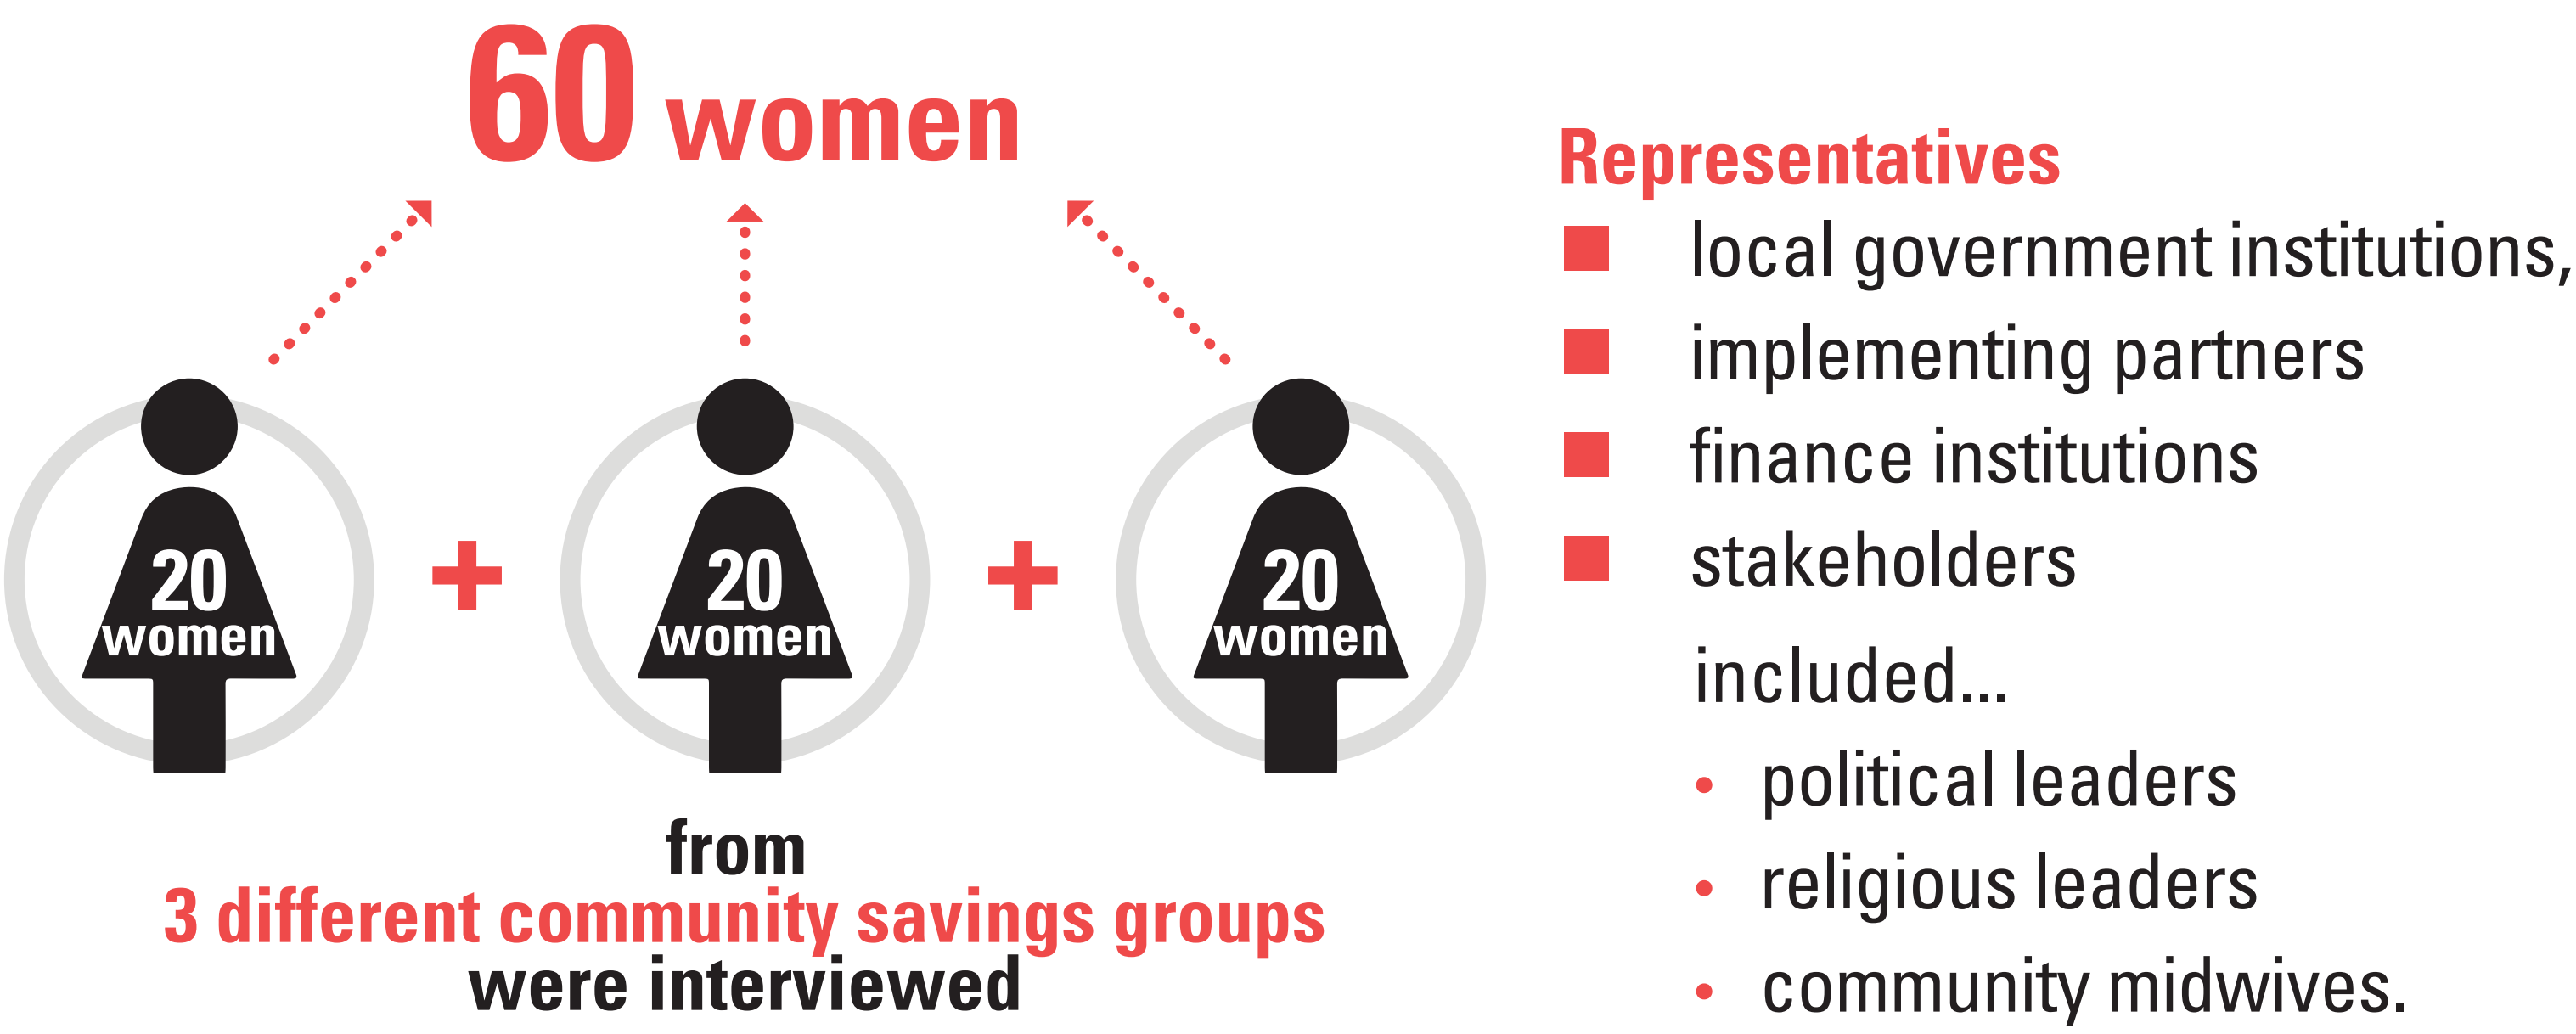 60 women
20
women
+
20
women
+
20
women
from
3 different community savings groups
were interviewed
Representatives
local government institutions,
implementing partners
finance institutions
stakeholders
included...
• political leaders
• religious leaders
• community midwives.